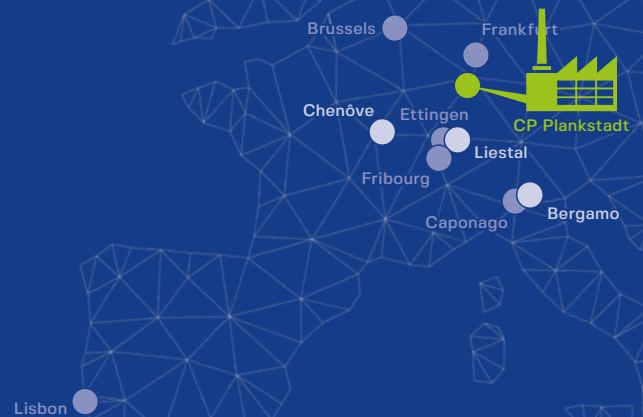 Brussels
Frankfurt
Chenôve
Ettingen
CP Plankstadt
Liestal
Fribourg
Caponago
Bergamo
Lisbon